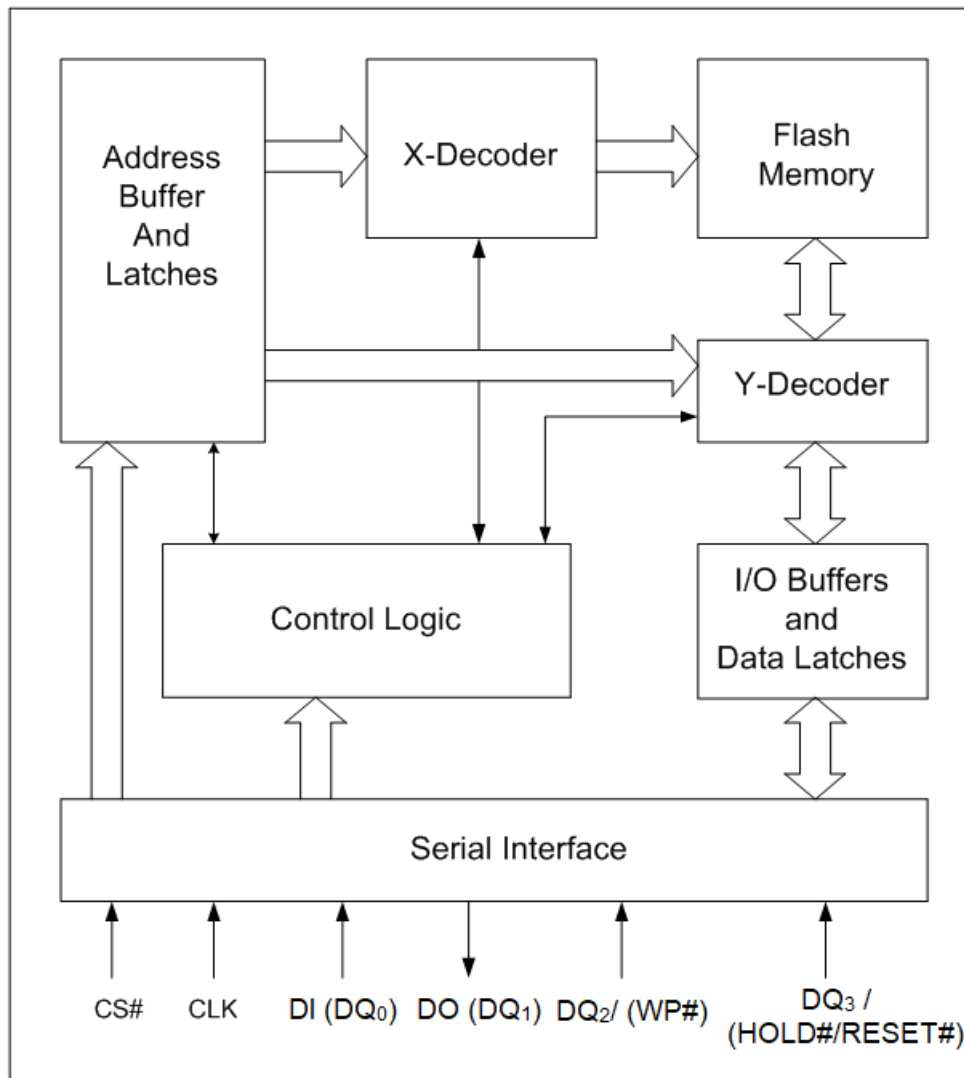 Address
Buffer
And
Latches
X-Decoder
Flash
Memory
Y-Decoder
Control Logic
I/O Buffers
and
Data Latches
Serial Interface
CS#
CLK
DI (DQ₀)
DO (DQ₁)
DQ₂/ (WP#)
DQ₃ /
(HOLD#/RESET#)